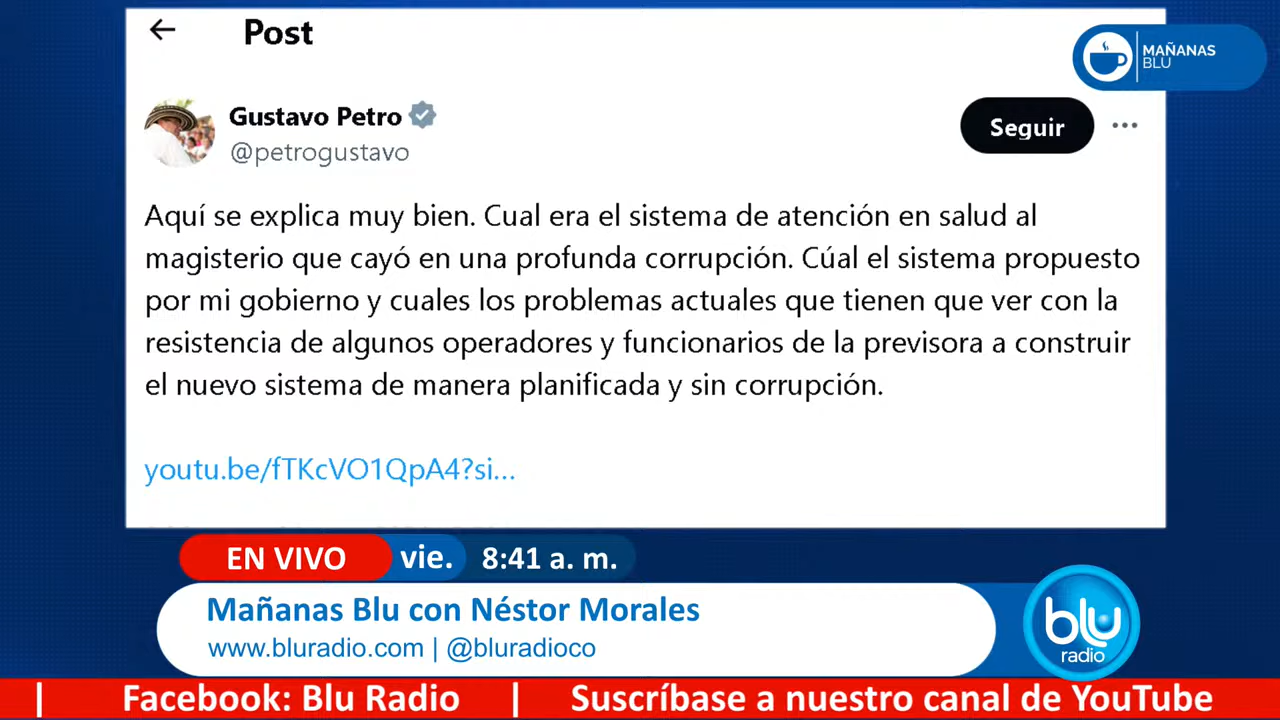 Post
MAÑANAS
BLU
Gustavo Petro
@petrogustavo
Seguir
Aquí se explica muy bien. Cual era el sistema de atención en salud al
magisterio que cayó en una profunda corrupción. Cúal el sistema propuesto
por mi gobierno y cuales los problemas actuales que tienen que ver con la
resistencia de algunos operadores y funcionarios de la previsora a construir
el nuevo sistema de manera planificada y sin corrupción.
youtu.be/fTKcVO1QpA4?si...
EN VIVO vie. 8:41 a. m.
Mañanas Blu con Néstor Morales
www.bluradio.com | @bluradioco
blu
radio
| Facebook: Blu Radio | Suscríbase a nuestro canal de YouTube